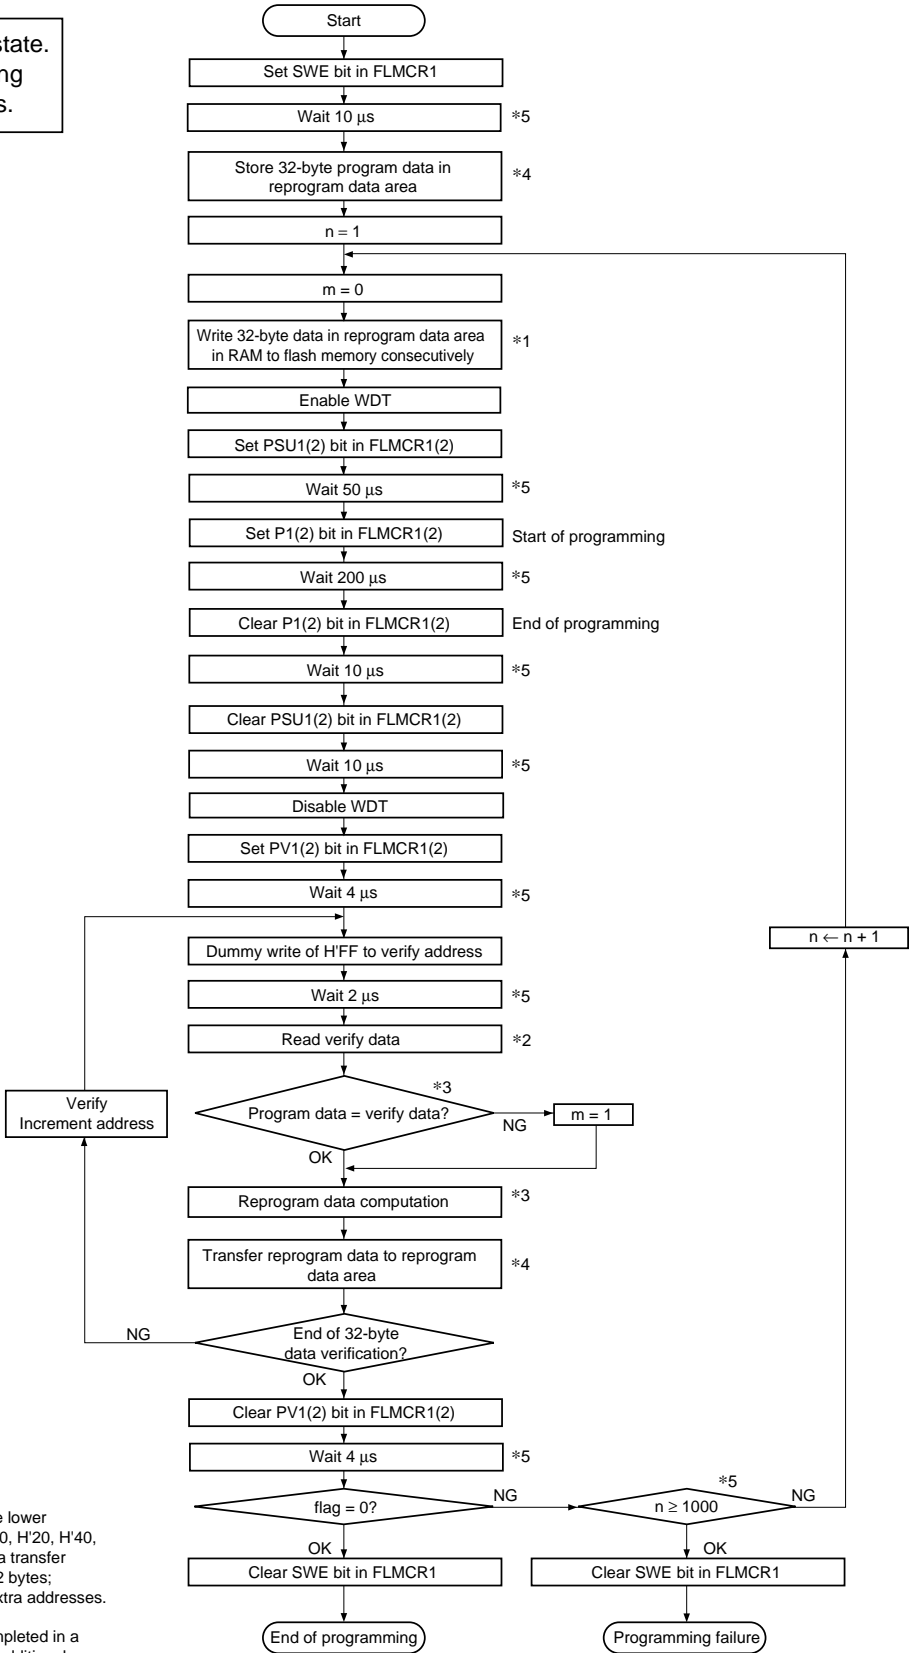 Start
state.
Set SWE bit in FLMCR1
s.
Wait 10 μs
*5
Store 32-byte program data in
reprogram data area
*4
n = 1
m = 0
Write 32-byte data in reprogram data area
in RAM to flash memory consecutively
*1
Enable WDT
Set PSU1(2) bit in FLMCR1(2)
Wait 50 μs
*5
Set P1(2) bit in FLMCR1(2)
Start of programming
Wait 200 μs
*5
Clear P1(2) bit in FLMCR1(2)
End of programming
Wait 10 μs
*5
Clear PSU1(2) bit in FLMCR1(2)
Wait 10 μs
*5
Disable WDT
Set PV1(2) bit in FLMCR1(2)
Wait 4 μs
*5
n ← n + 1
Dummy write of H'FF to verify address
Wait 2 μs
*5
Read verify data
*2
*3
Verify
Increment address
Program data = verify data?
NG
m = 1
OK
Reprogram data computation
*3
Transfer reprogram data to reprogram
data area
*4
NG
End of 32-byte
data verification?
OK
Clear PV1(2) bit in FLMCR1(2)
Wait 4 μs
*5
*5
flag = 0?
NG
n ≥ 1000
NG
lower
0, H'20, H'40,
a transfer
2 bytes;
xtra addresses.
OK
OK
Clear SWE bit in FLMCR1
Clear SWE bit in FLMCR1
End of programming
Programming failure
mpleted in a